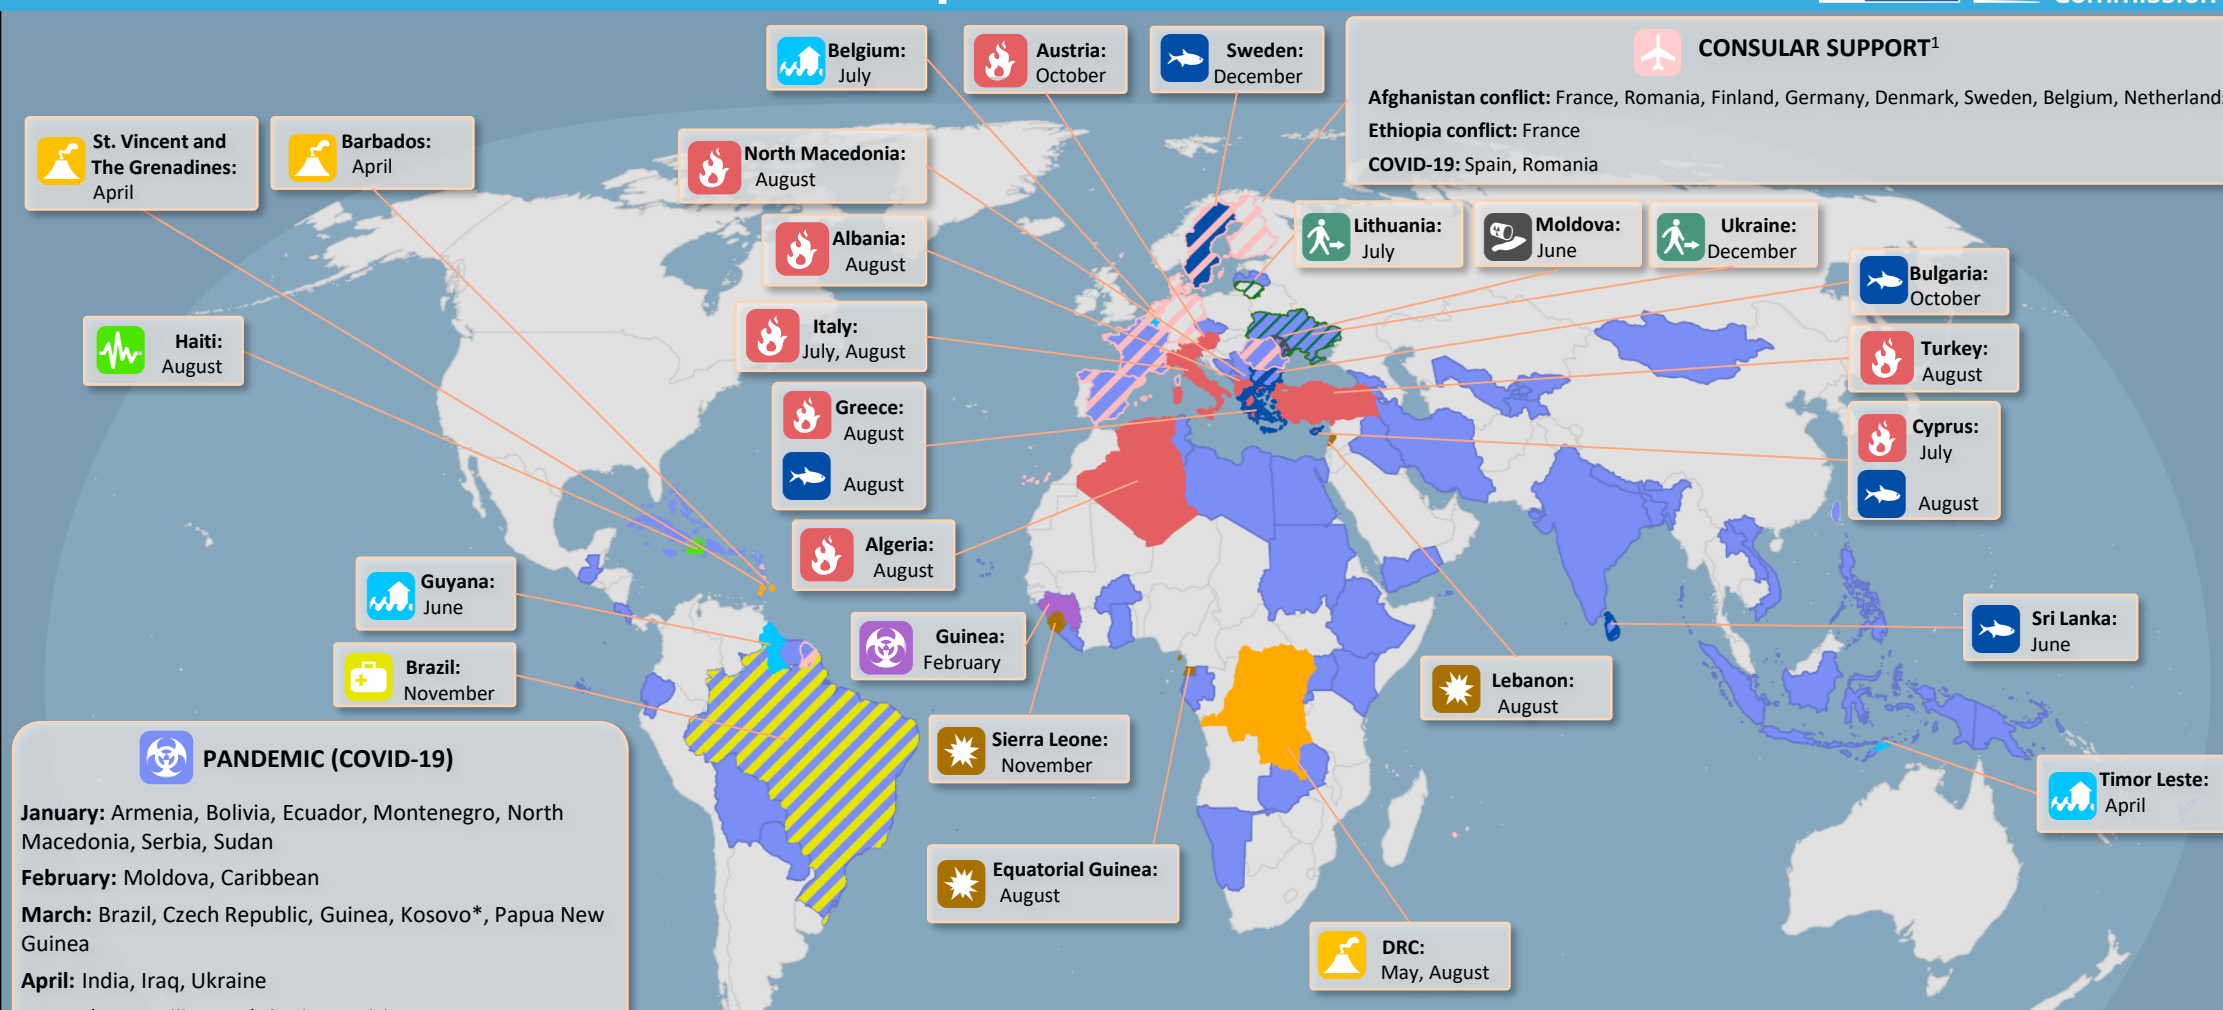 Belgium:
July
Austria:
October
Sweden:
December
CONSULAR SUPPORT1
Afghanistan conflict: France, Romania, Finland, Germany, Denmark, Sweden, Belgium, Netherlands
Ethiopia conflict: France
COVID-19: Spain, Romania
St. Vincent and
The Grenadines:
April
Barbados:
April
North Macedonia:
August
Albania:
August
Lithuania:
July
Moldova:
June
Ukraine:
December
Bulgaria:
October
Haiti:
August
Italy:
July, August
Turkey:
August
Greece:
August
August
Cyprus:
July
August
Algeria:
August
Guyana:
June
Guinea:
February
Sri Lanka:
June
Brazil:
November
Lebanon:
August
Sierra Leone:
November
Timor Leste:
April
Equatorial Guinea:
August
DRC:
May, August
PANDEMIC (COVID-19)
January: Armenia, Bolivia, Ecuador, Montenegro, North
Macedonia, Serbia, Sudan
February: Moldova, Caribbean
March: Brazil, Czech Republic, Guinea, Kosovo*, Papua New
Guinea
April: India, Iraq, Ukraine